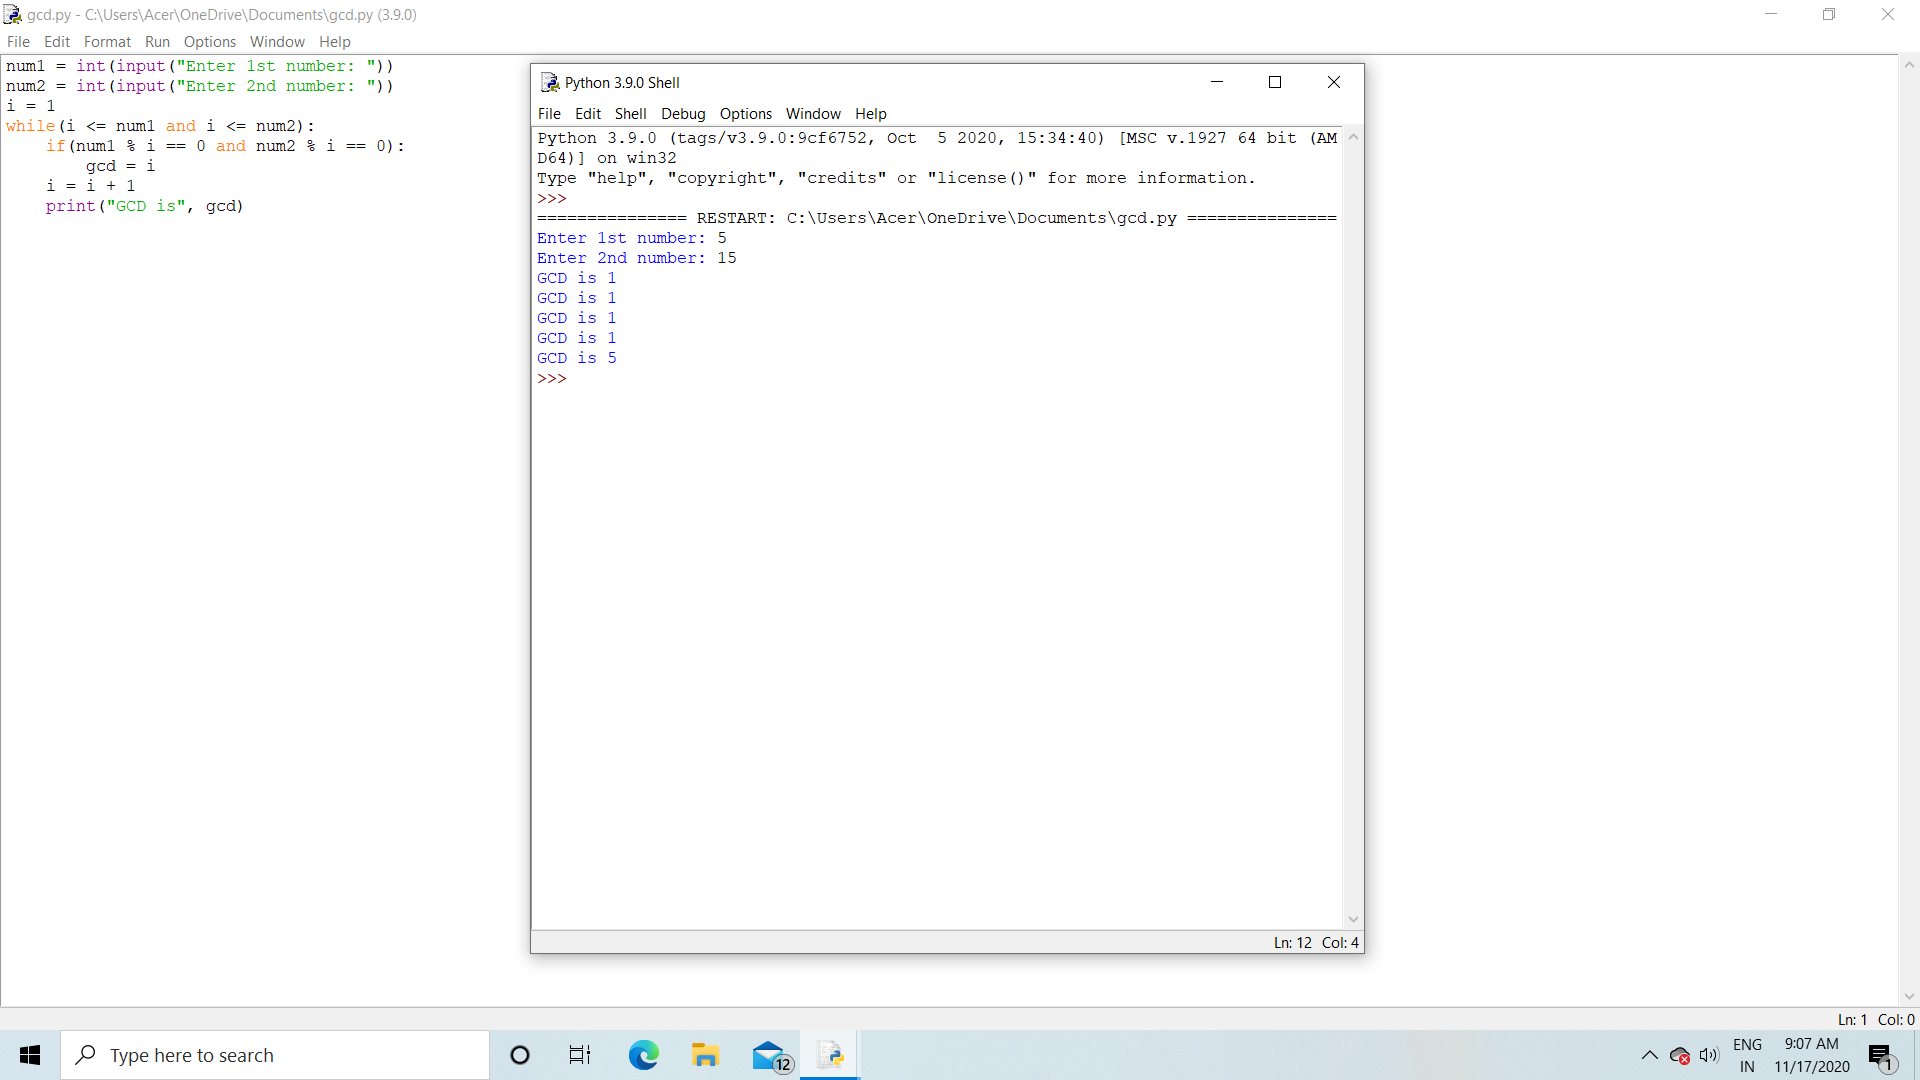 gcd.py - C:\Users\Acer\OneDrive\Documents\gcd.py (3.9.0)
File Edit Format Run Options Window Help
num1 = int(input("Enter 1st number: "))
num2 = int(input("Enter 2nd number: "))
i = 1
while(i <= num1 and i <= num2):
    if(num1 % i == 0 and num2 % i == 0):
        gcd = i
    i = i + 1
    print("GCD is", gcd)
Python 3.9.0 Shell
File Edit Shell Debug Options Window Help
Python 3.9.0 (tags/v3.9.0:9cf6752, Oct  5 2020, 15:34:40) [MSC v.1927 64 bit (AM
D64)] on win32
Type "help", "copyright", "credits" or "license()" for more information.
>>>
=============== RESTART: C:\Users\Acer\OneDrive\Documents\gcd.py ===============
Enter 1st number: 5
Enter 2nd number: 15
GCD is 1
GCD is 1
GCD is 1
GCD is 1
GCD is 5
>>>
Ln: 12 Col: 4
Ln: 1 Col: 0
Type here to search
12
ENG
IN
9:07 AM
11/17/2020
1